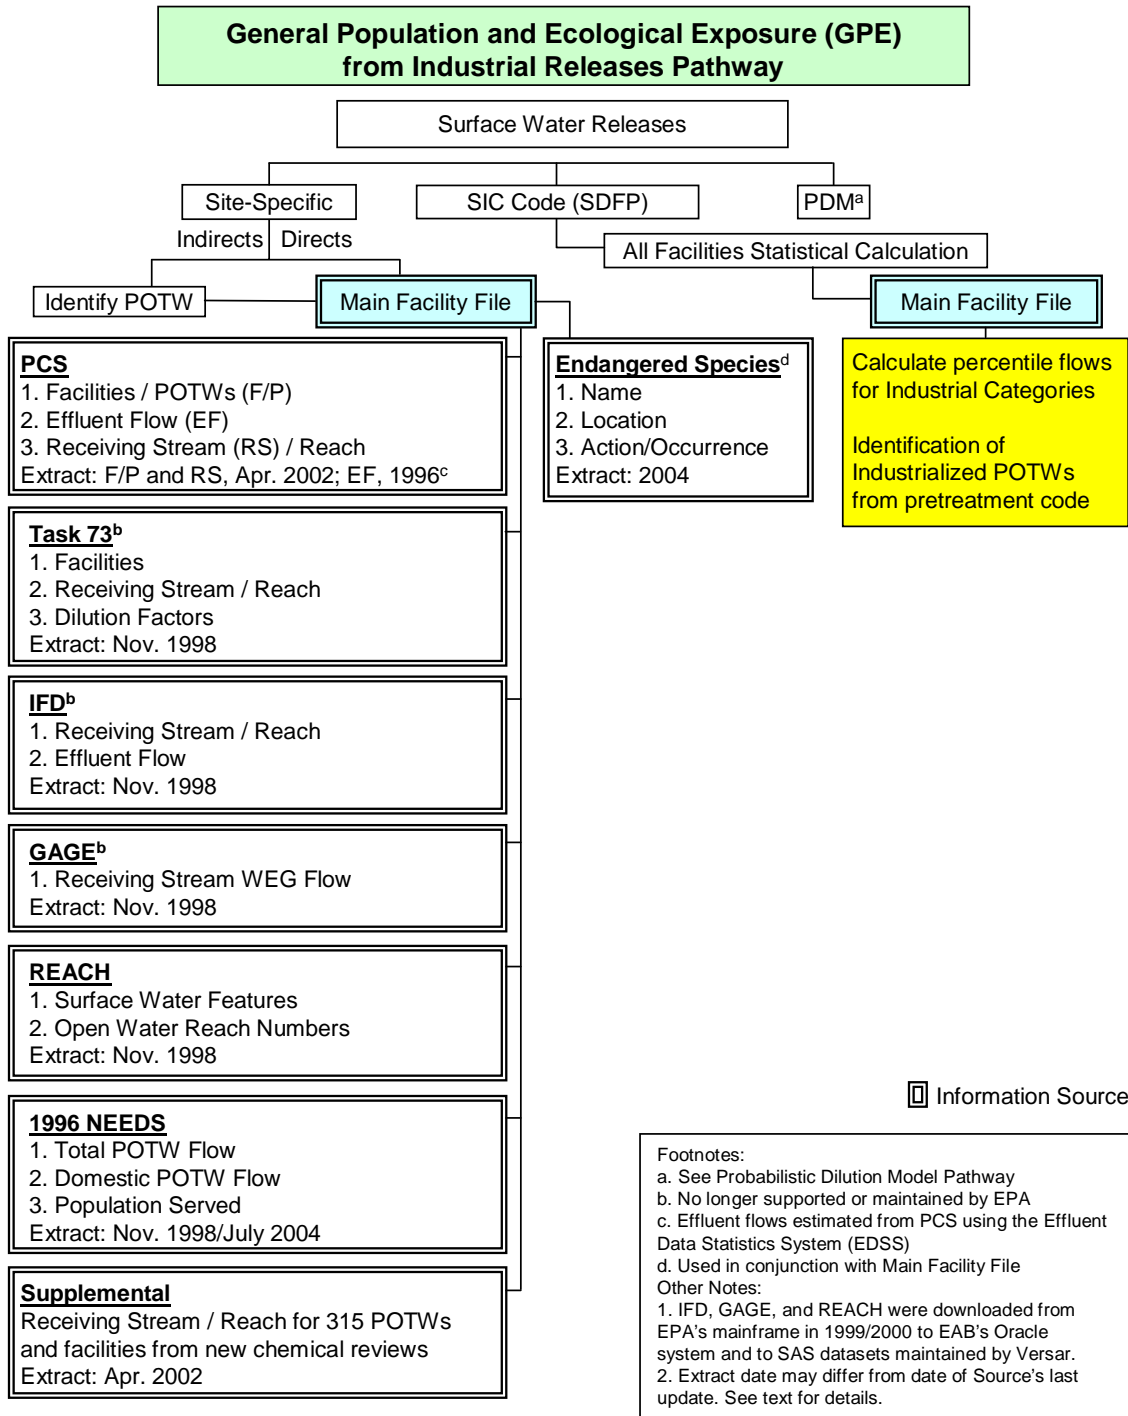 General Population and Ecological Exposure (GPE)
from Industrial Releases Pathway
Surface Water Releases
Site-Specific
SIC Code (SDFP)
PDMa
Indirects
Directs
All Facilities Statistical Calculation
Identify POTW
Main Facility File
Main Facility File
PCS
1. Facilities / POTWs (F/P)
2. Effluent Flow (EF)
3. Receiving Stream (RS) / Reach
Extract: F/P and RS, Apr. 2002; EF, 1996c
Endangered Speciesd
1. Name
2. Location
3. Action/Occurrence
Extract: 2004
Calculate percentile flows
for Industrial Categories
Identification of
Industrialized POTWs
from pretreatment code
Task 73b
1. Facilities
2. Receiving Stream / Reach
3. Dilution Factors
Extract: Nov. 1998
IFDb
1. Receiving Stream / Reach
2. Effluent Flow
Extract: Nov. 1998
GAGEb
1. Receiving Stream WEG Flow
Extract: Nov. 1998
REACH
1. Surface Water Features
2. Open Water Reach Numbers
Extract: Nov. 1998
1996 NEEDS
1. Total POTW Flow
2. Domestic POTW Flow
3. Population Served
Extract: Nov. 1998/July 2004
Supplemental
Receiving Stream / Reach for 315 POTWs
and facilities from new chemical reviews
Extract: Apr. 2002
Information Source
Footnotes:
a. See Probabilistic Dilution Model Pathway
b. No longer supported or maintained by EPA
c. Effluent flows estimated from PCS using the Effluent
Data Statistics System (EDSS)
d. Used in conjunction with Main Facility File
Other Notes:
1. IFD, GAGE, and REACH were downloaded from
EPA's mainframe in 1999/2000 to EAB's Oracle
system and to SAS datasets maintained by Versar.
2. Extract date may differ from date of Source's last
update. See text for details.